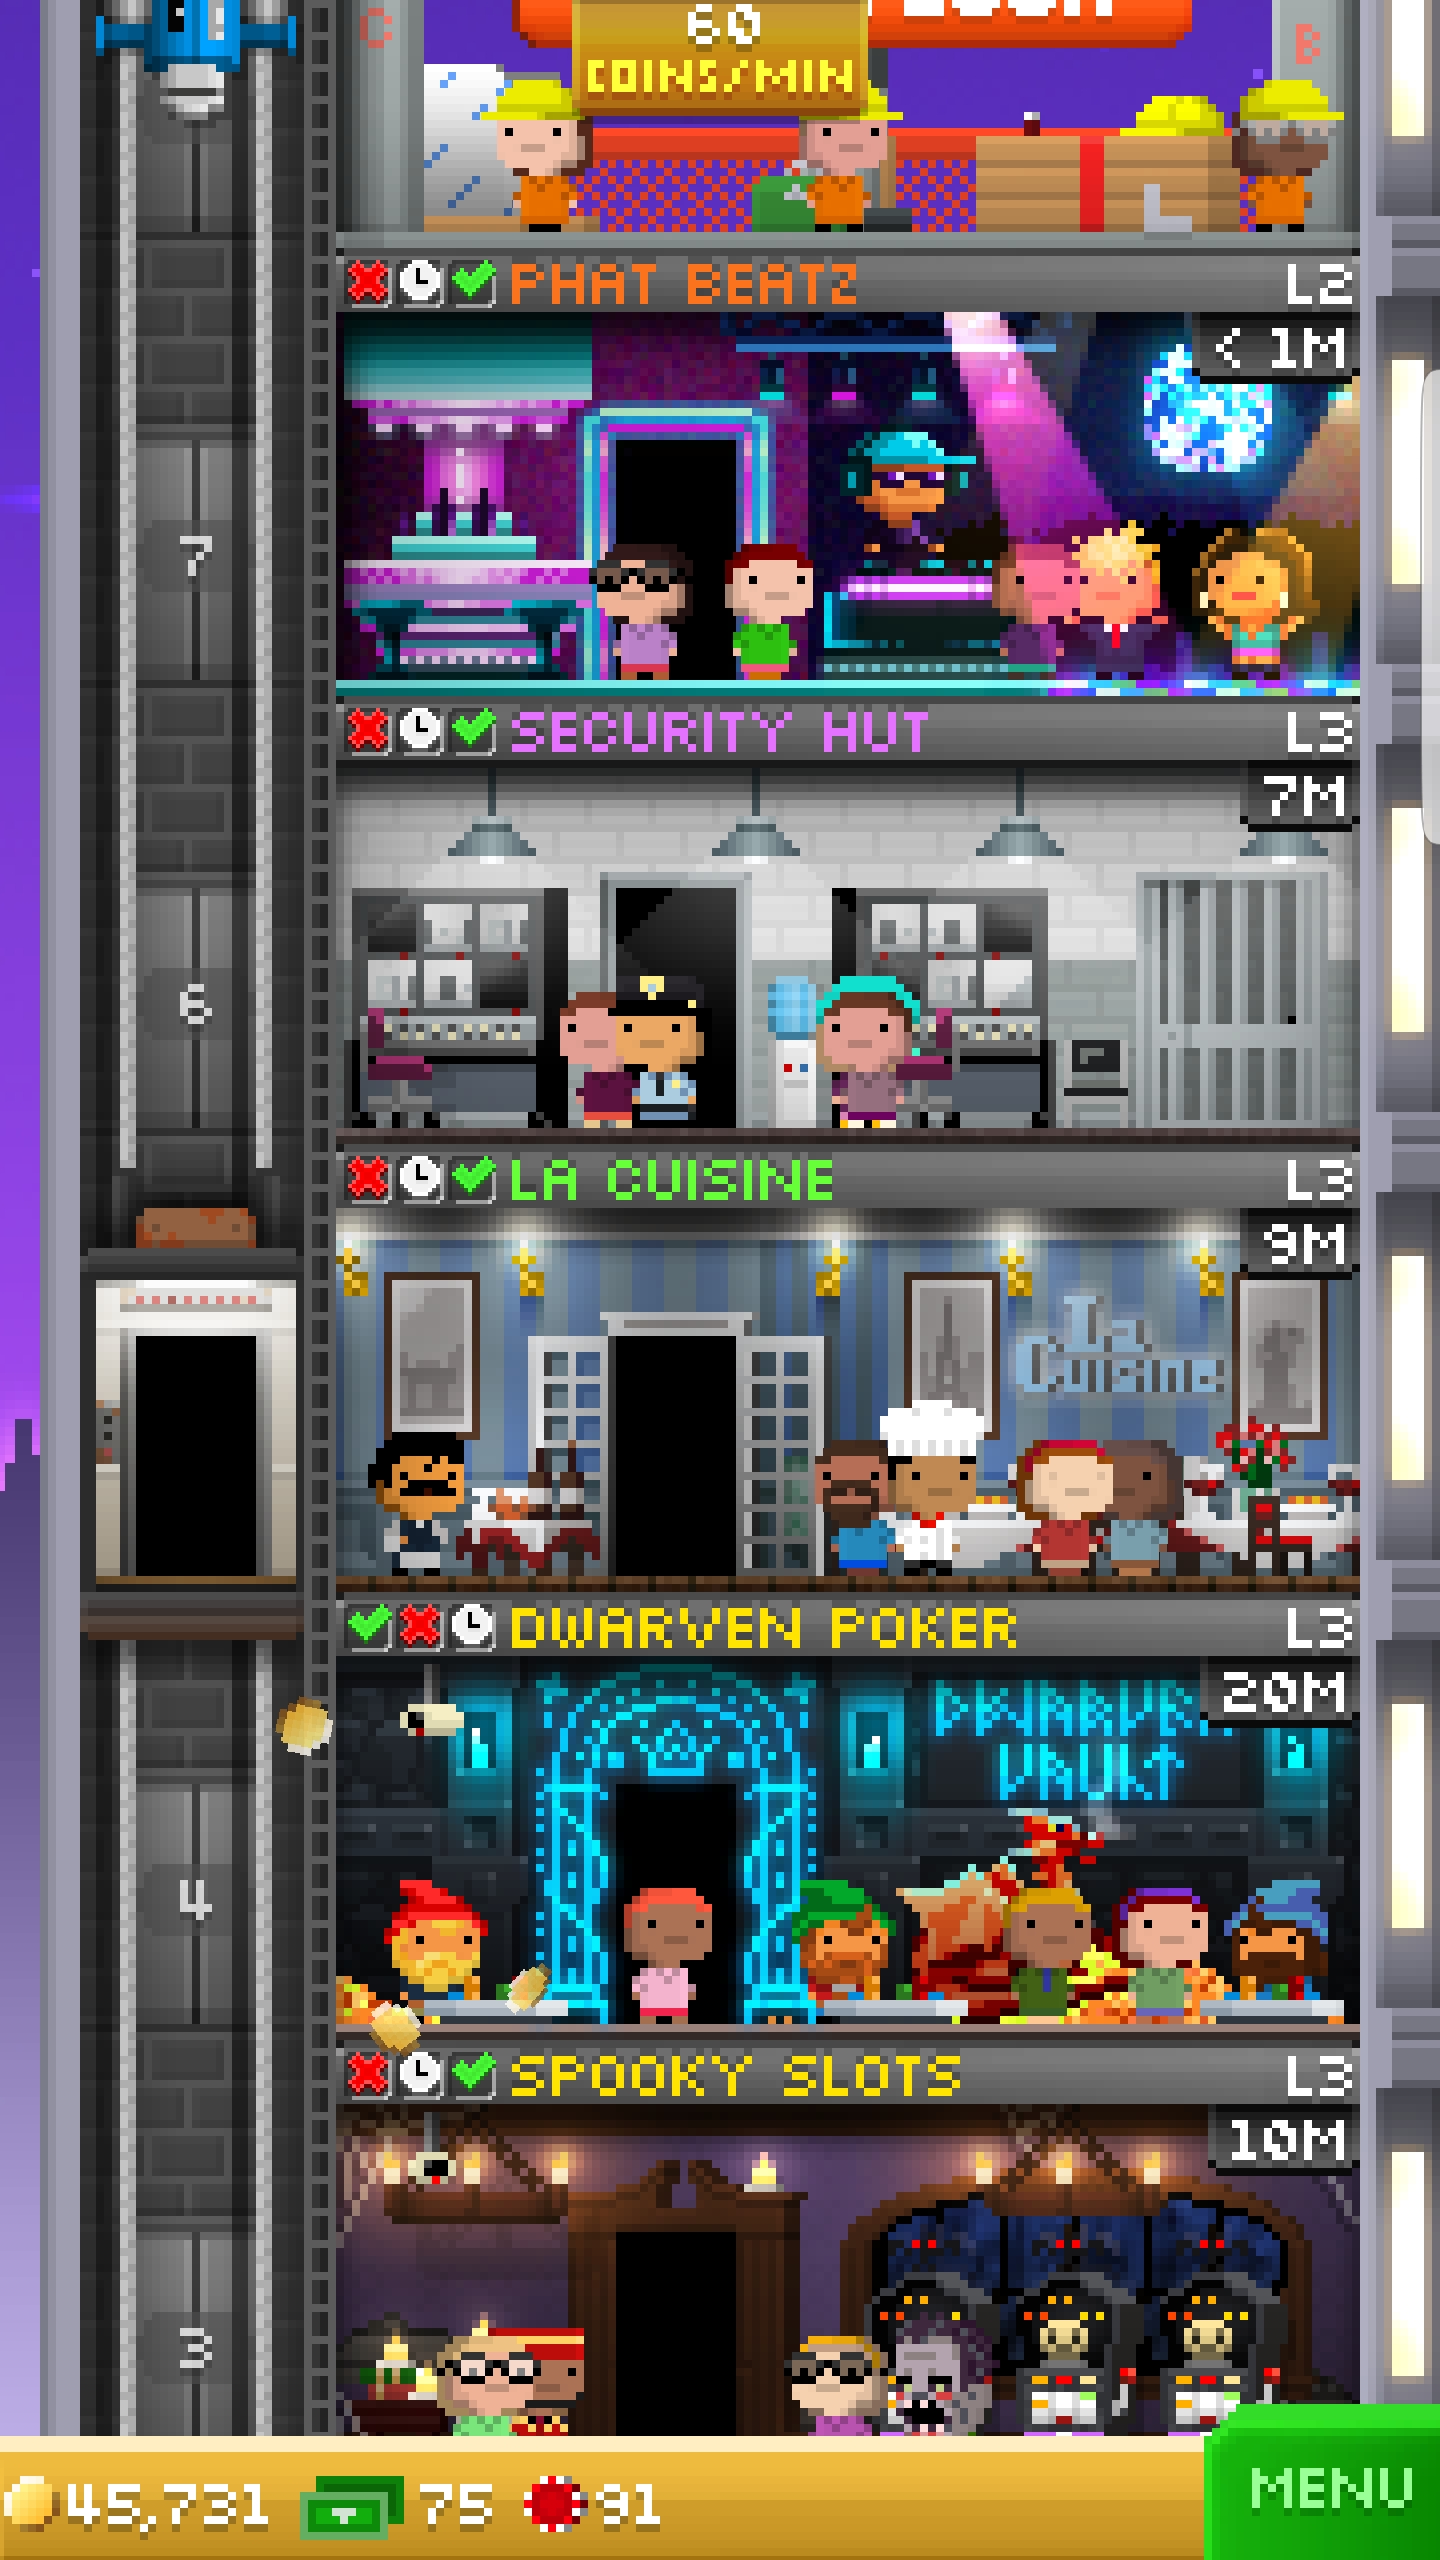 C
60
COINS/MIN
B
PHAT BEATZ
L2
< 1M
7
SECURITY HUT
L3
7M
6
LA CUISINE
L3
9M
La
Cuisine
DWARVEN POKER
L3
20M
VAULT
4
SPOOKY SLOTS
L3
10M
3
45,731
75
91
MENU